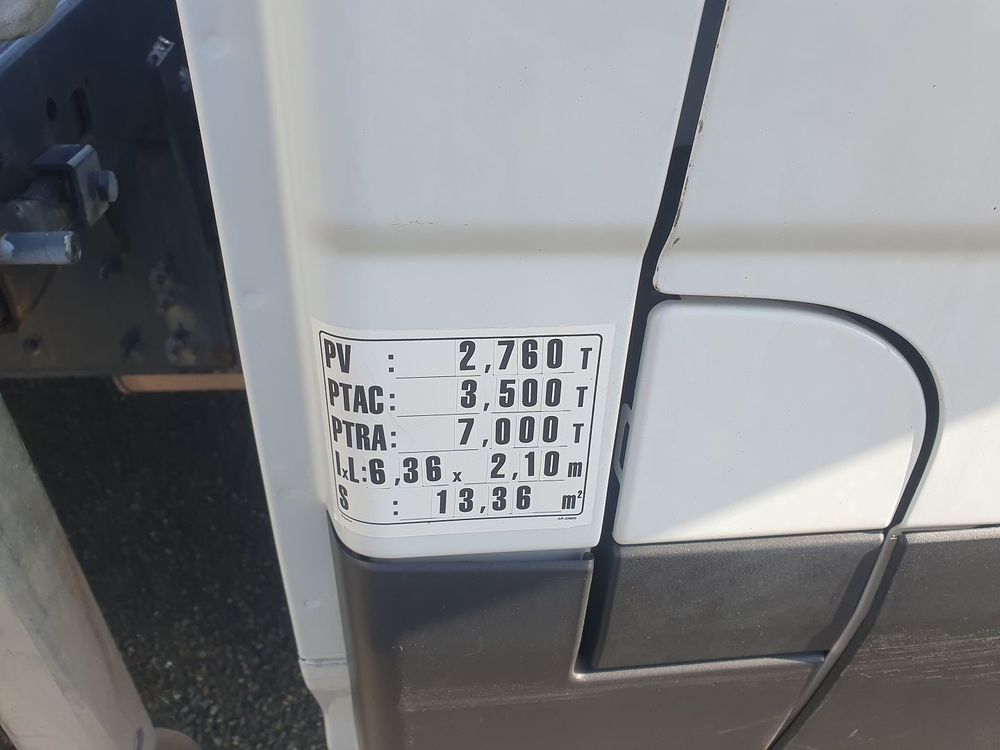 PV : 2,760 T
PTAC: 3,500 T
PTRA: 7,000 T
lxL:6,36 x 2,10 m
S : 13,36 m²